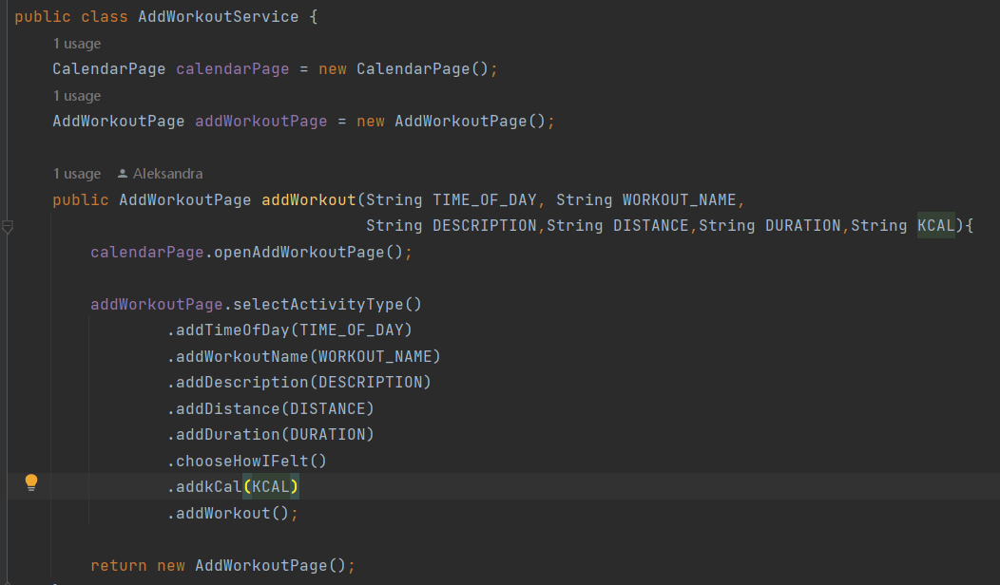 public class AddWorkoutService {
1 usage
CalendarPage calendarPage = new CalendarPage();
1 usage
AddWorkoutPage addWorkoutPage = new AddWorkoutPage();
1 usage Aleksandra
public AddWorkoutPage addWorkout(String TIME_OF_DAY, String WORKOUT_NAME,
String DESCRIPTION,String DISTANCE,String DURATION,String KCAL){
calendarPage.openAddWorkoutPage();
addWorkoutPage.selectActivityType()
.addTimeOfDay(TIME_OF_DAY)
.addWorkoutName(WORKOUT_NAME)
.addDescription(DESCRIPTION)
.addDistance(DISTANCE)
.addDuration(DURATION)
.chooseHowIFelt()
.addkCal(KCAL)
.addWorkout();
return new AddWorkoutPage();